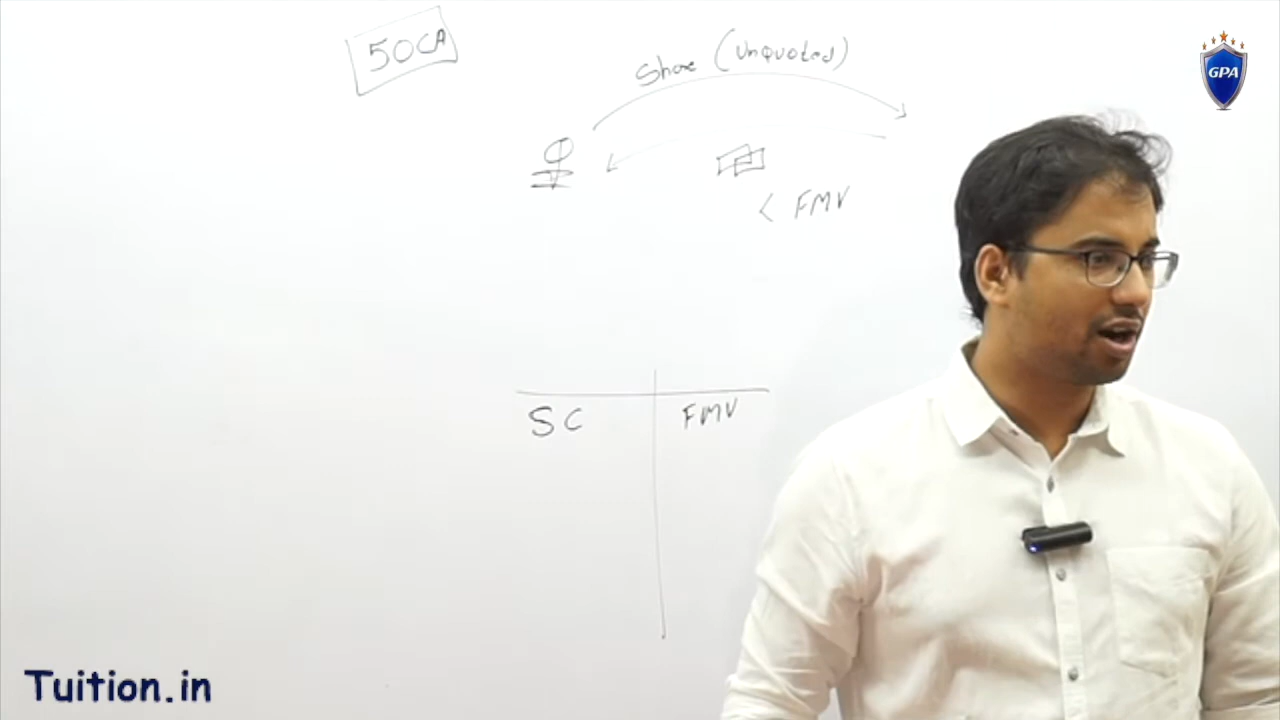 50CA
Share (Unquoted)
< FMV
SC FMV
GPA
Tuition.in